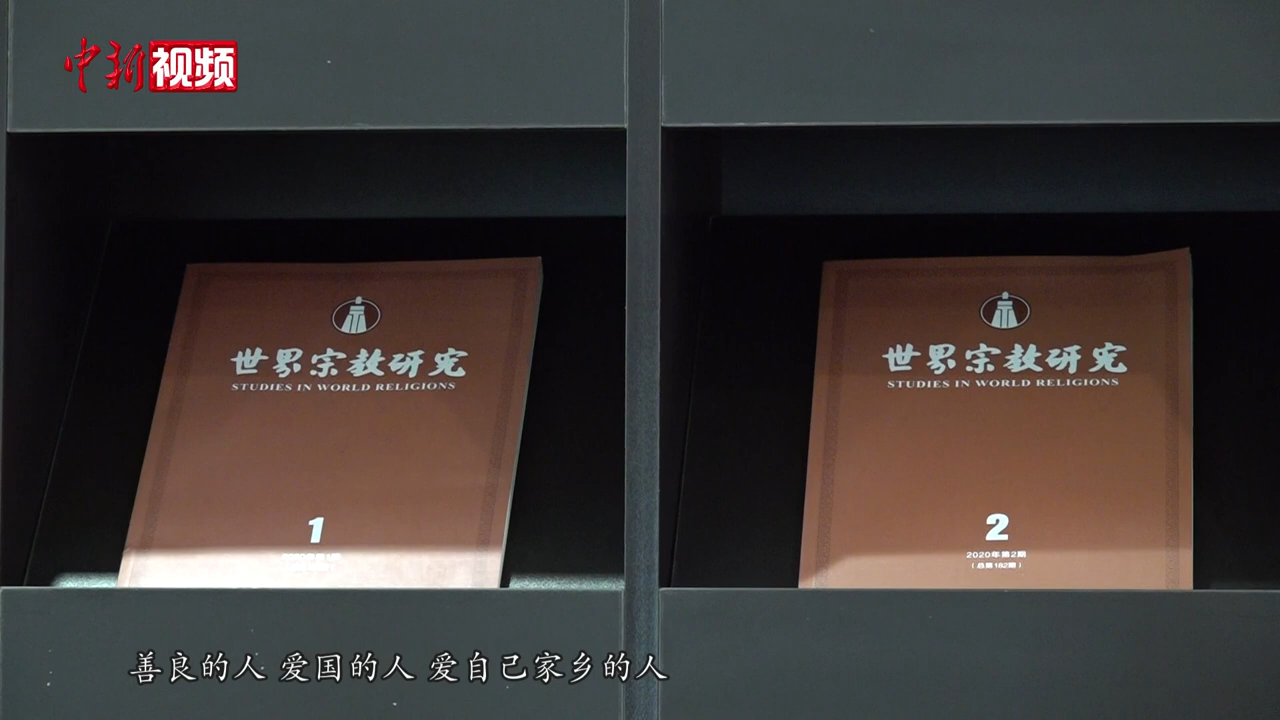 中新视频
世界宗教研究
STUDIES IN WORLD RELIGIONS
1
世界宗教研究
STUDIES IN WORLD RELIGIONS
2
2020年第2期
（总第182期）
善良的人 爱国的人 爱自己家乡的人